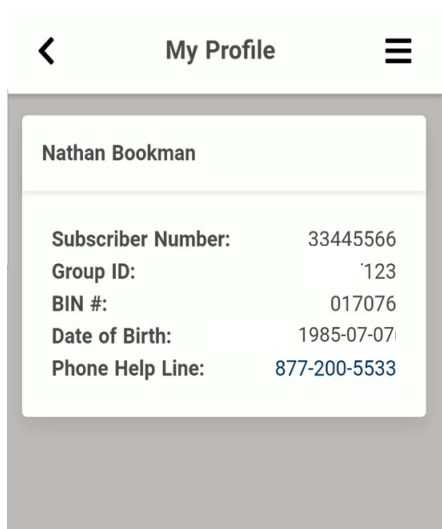 My Profile
Nathan Bookman
Subscriber Number: 33445566
Group ID: 123
BIN #: 017076
Date of Birth: 1985-07-07
Phone Help Line: 877-200-5533